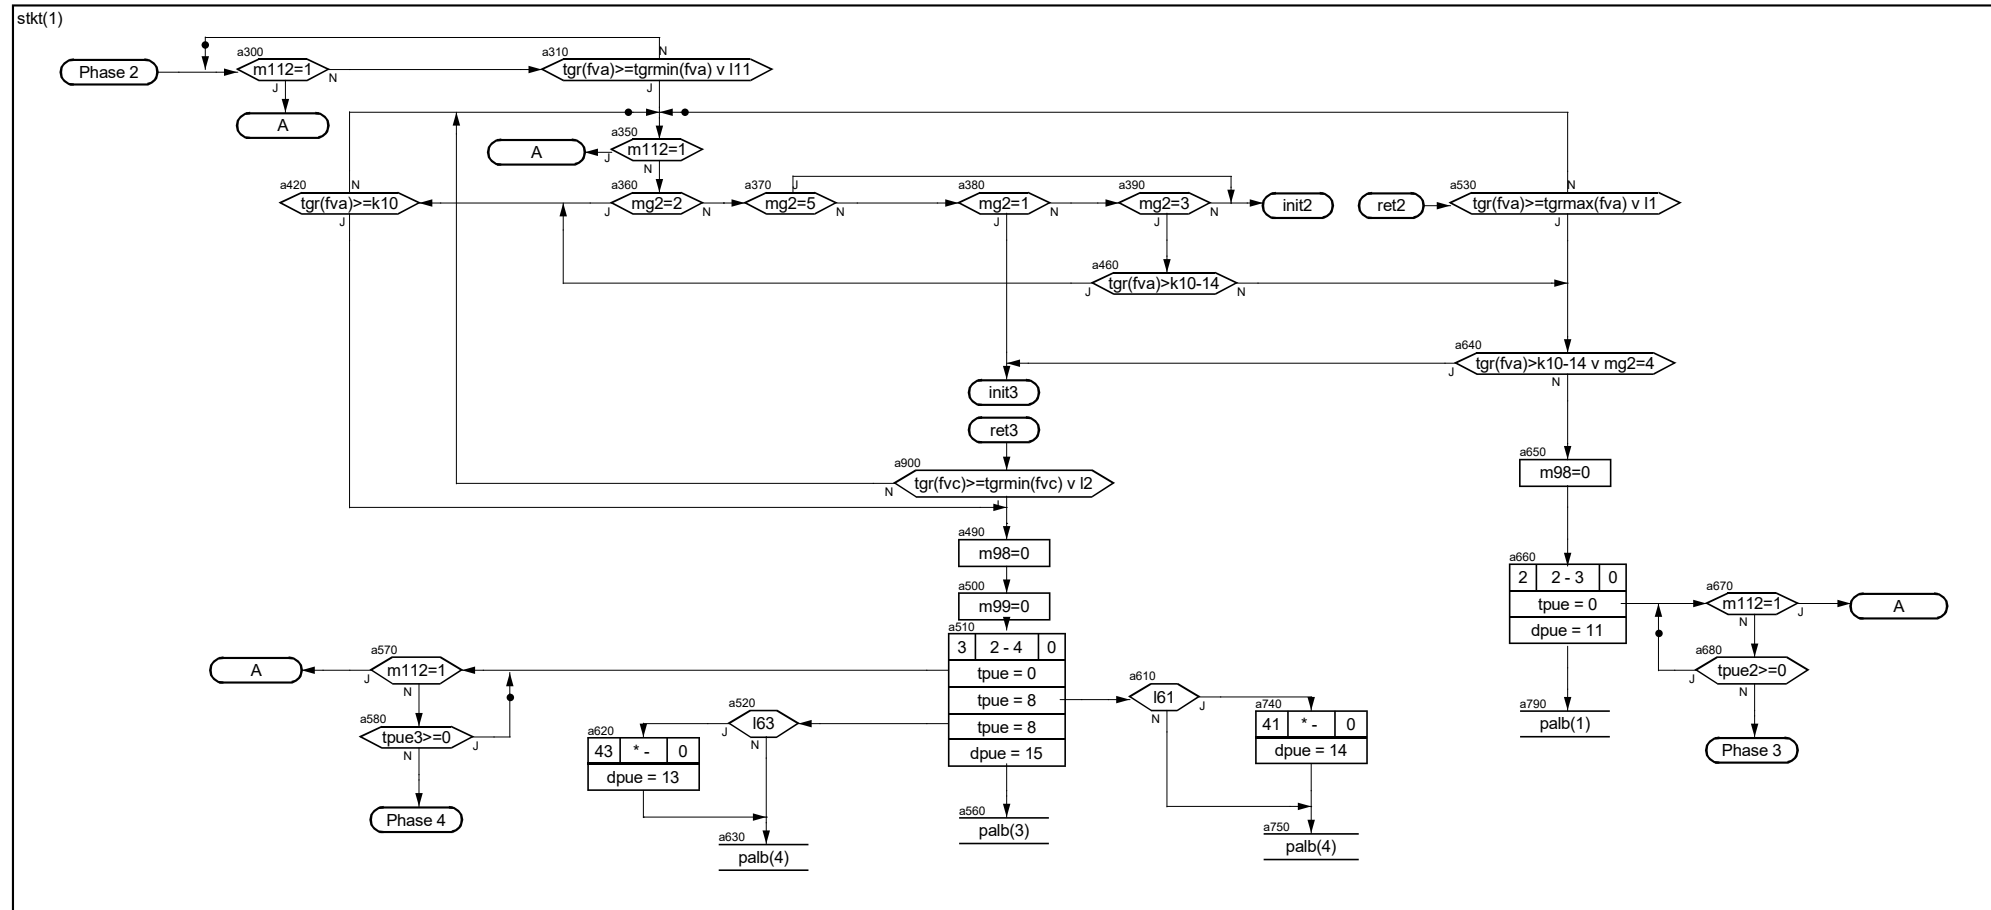 stkt(1)
a300
a310
N
Phase 2
m112=1
N
tgr(fva)>=tgrmin(fva) v l11
J
J
A
a350
A
J
m112=1
N
a420
N
a360
a370
J
a380
a390
a530
N
tgr(fva)>=k10
mg2=2
mg2=5
mg2=1
mg2=3
init2
ret2
tgr(fva)>=tgrmax(fva) v l1
J
J
N
N
J
N
J
N
J
a460
tgr(fva)>k10-14
J
N
a640
tgr(fva)>k10-14 v mg2=4
J
N
init3
ret3
a900
tgr(fvc)>=tgrmin(fvc) v l2
N
J
a650
m98=0
a490
m98=0
a500
m99=0
a660
2 2 - 3 0
tpue = 0
dpue = 11
a670
m112=1
J
N
A
a680
tpue2>=0
J
N
a510
3 2 - 4 0
tpue = 0
tpue = 8
tpue = 8
dpue = 15
a570
A
J
m112=1
N
a580
tpue3>=0
J
N
Phase 4
a520
l63
J
N
a620
43 * - 0
dpue = 13
a610
l61
N
J
a740
41 * - 0
dpue = 14
a790
palb(1)
Phase 3
a560
palb(3)
a630
palb(4)
a750
palb(4)